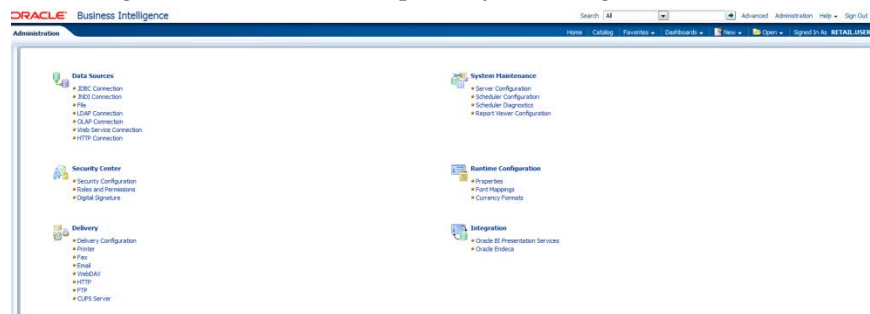 ORACLE Business Intelligence
Search All Advanced Administration Help Sign Out
Administration
Home Catalog Favorites Dashboards New Open Signed In As RETAIL.USER
Data Sources
JDBC Connection
JNDI Connection
File
LDAP Connection
OLAP Connection
Web Service Connection
HTTP Connection
System Maintenance
Server Configuration
Scheduler Configuration
Scheduler Diagnostics
Report Viewer Configuration
Security Center
Security Configuration
Roles and Permissions
Digital Signature
Runtime Configuration
Properties
Font Mappings
Currency Formats
Delivery
Delivery Configuration
Printer
Fax
Email
WebDAV
HTTP
FTP
CUPS Server
Integration
Oracle BI Presentation Services
Oracle Endeca